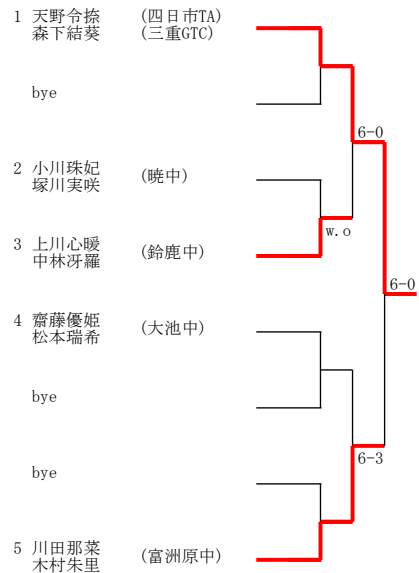 1 天野令捺 (四日市TA)
森下結葵 (三重GTC)
bye
6-0
2 小川珠妃 (暁中)
塚川実咲
w.o
3 上川心暖 (鈴鹿中)
中林冴羅
6-0
4 齋藤優姫 (大池中)
松本瑞希
bye
6-3
bye
5 川田那菜 (富洲原中)
木村朱里